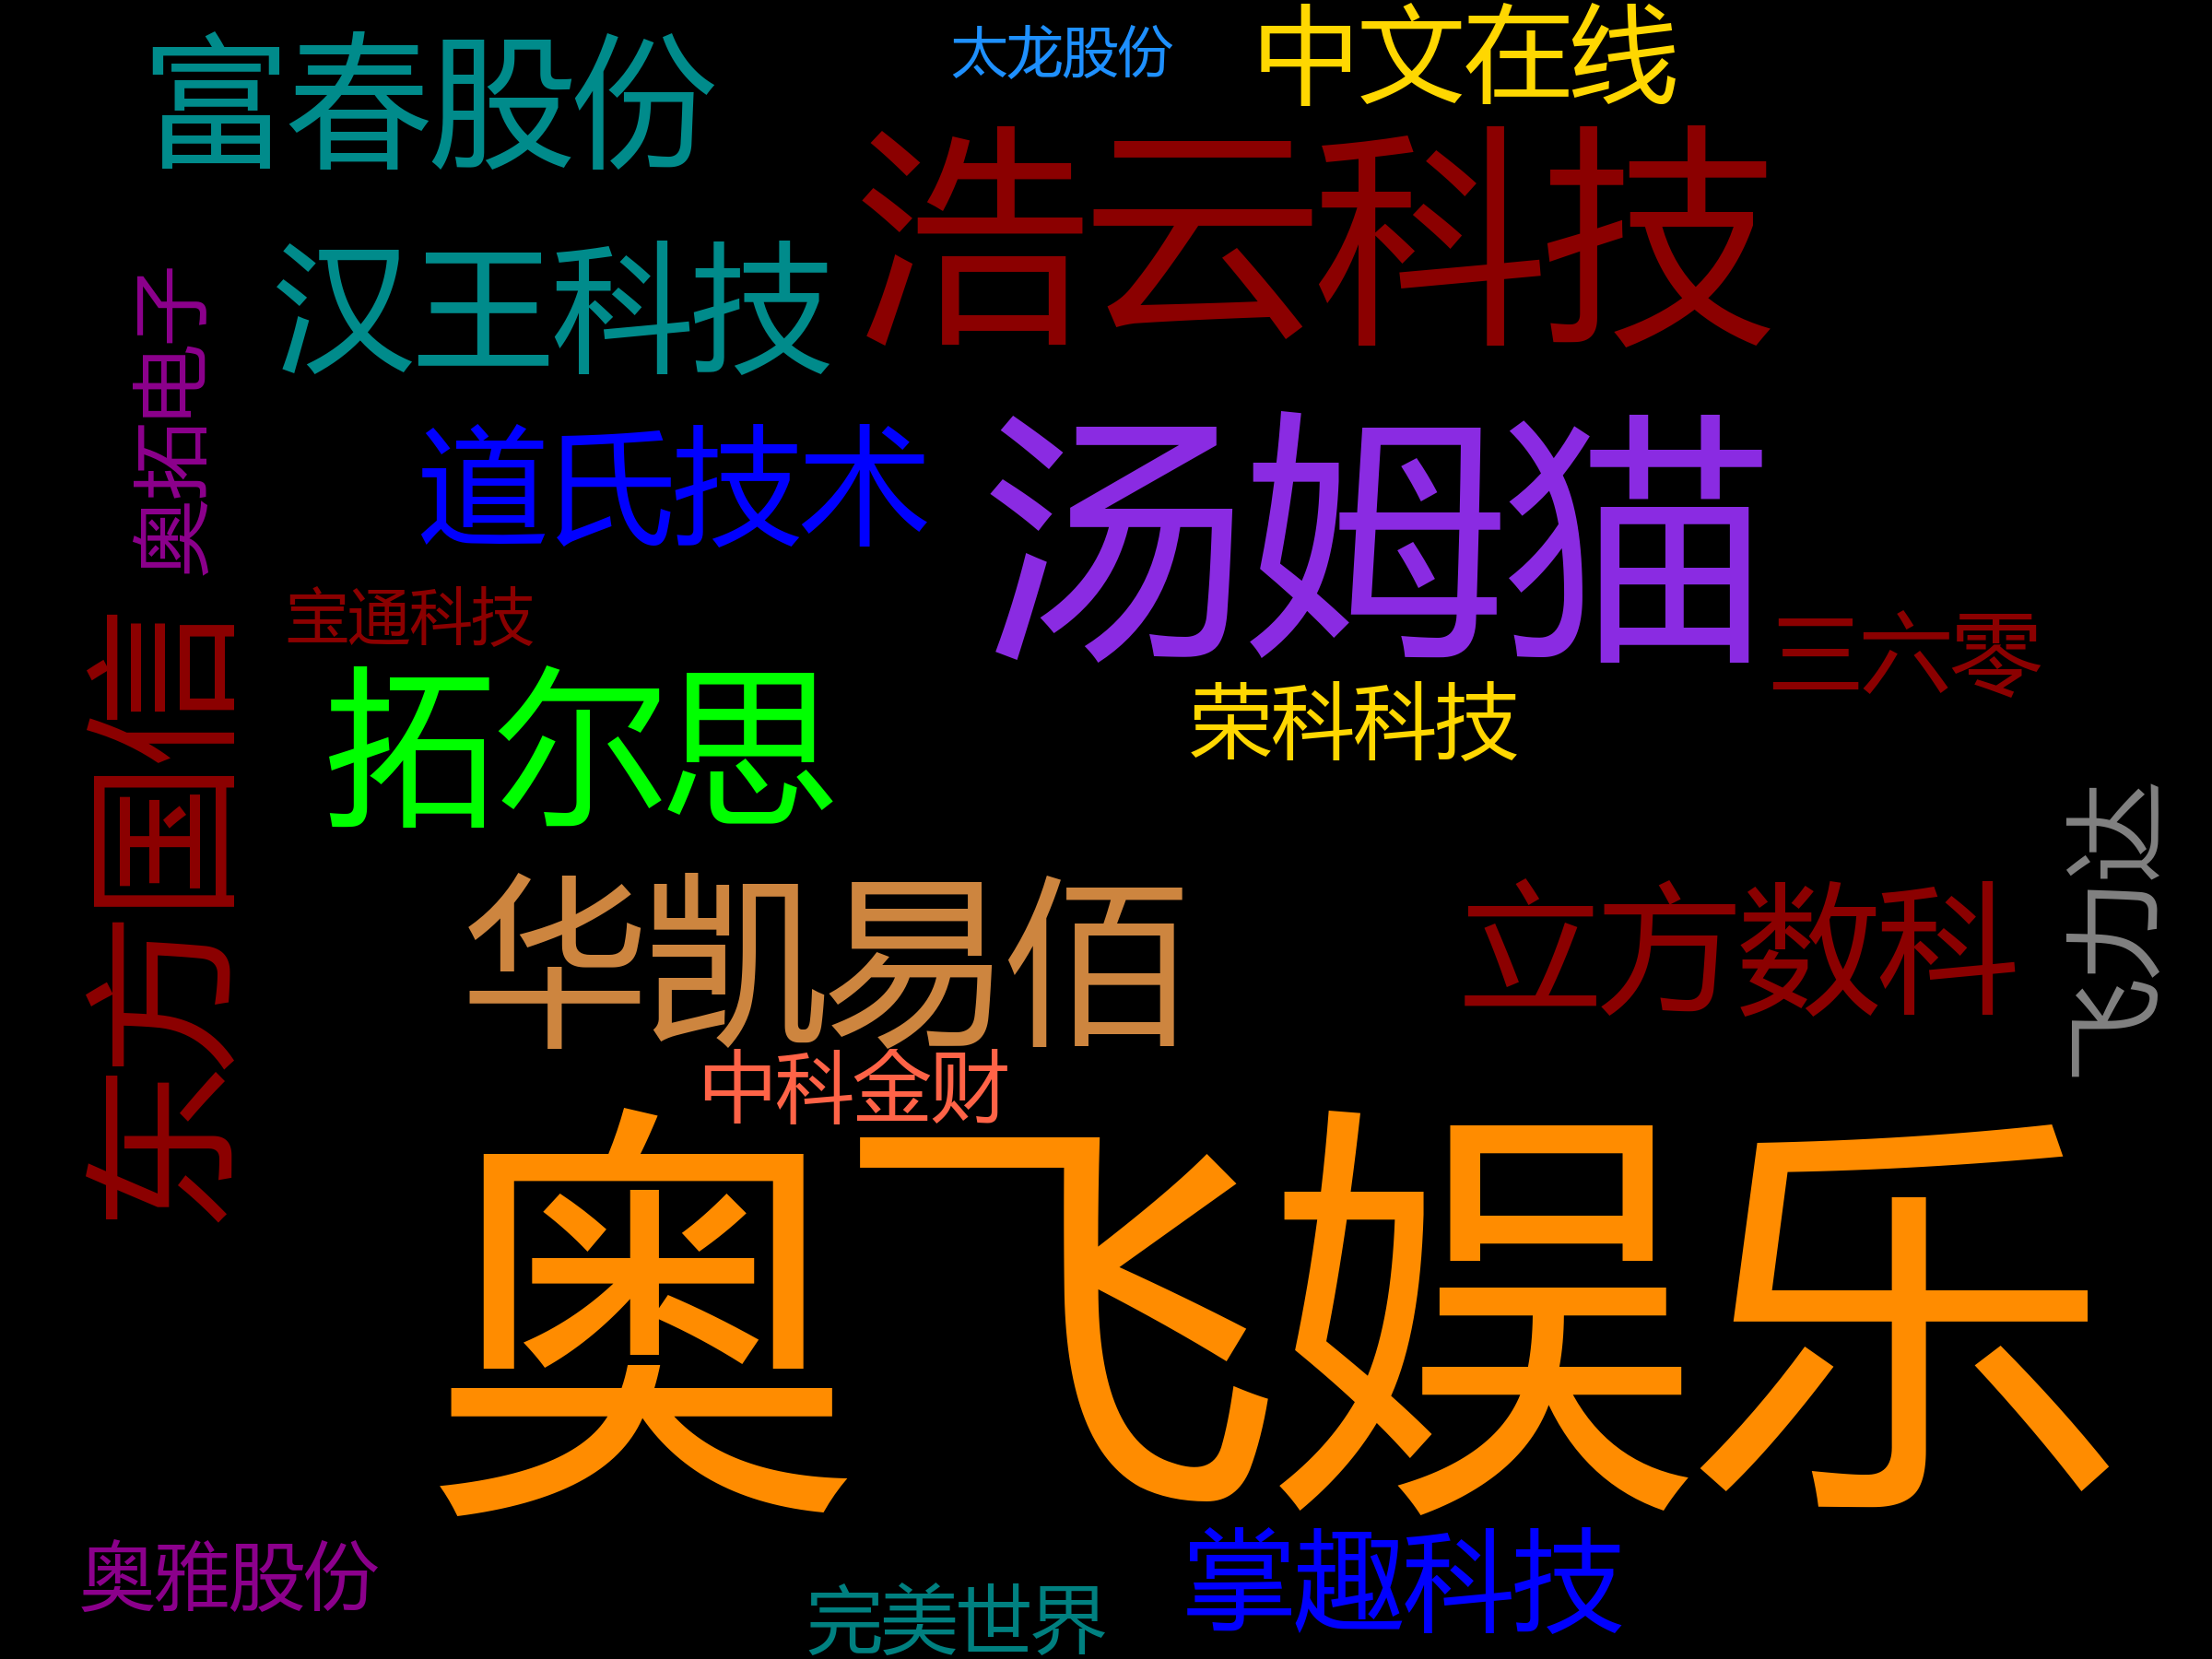 太龙股份
中文在线
富春股份
浩云科技
汉王科技
奥拓电子
道氏技术
汤姆猫
宝通科技
三六零
东方国信
拓尔思
荣科科技
飞力达
华凯易佰
立方数科
中科金财
奥飞娱乐
掌趣科技
奥雅股份
完美世界